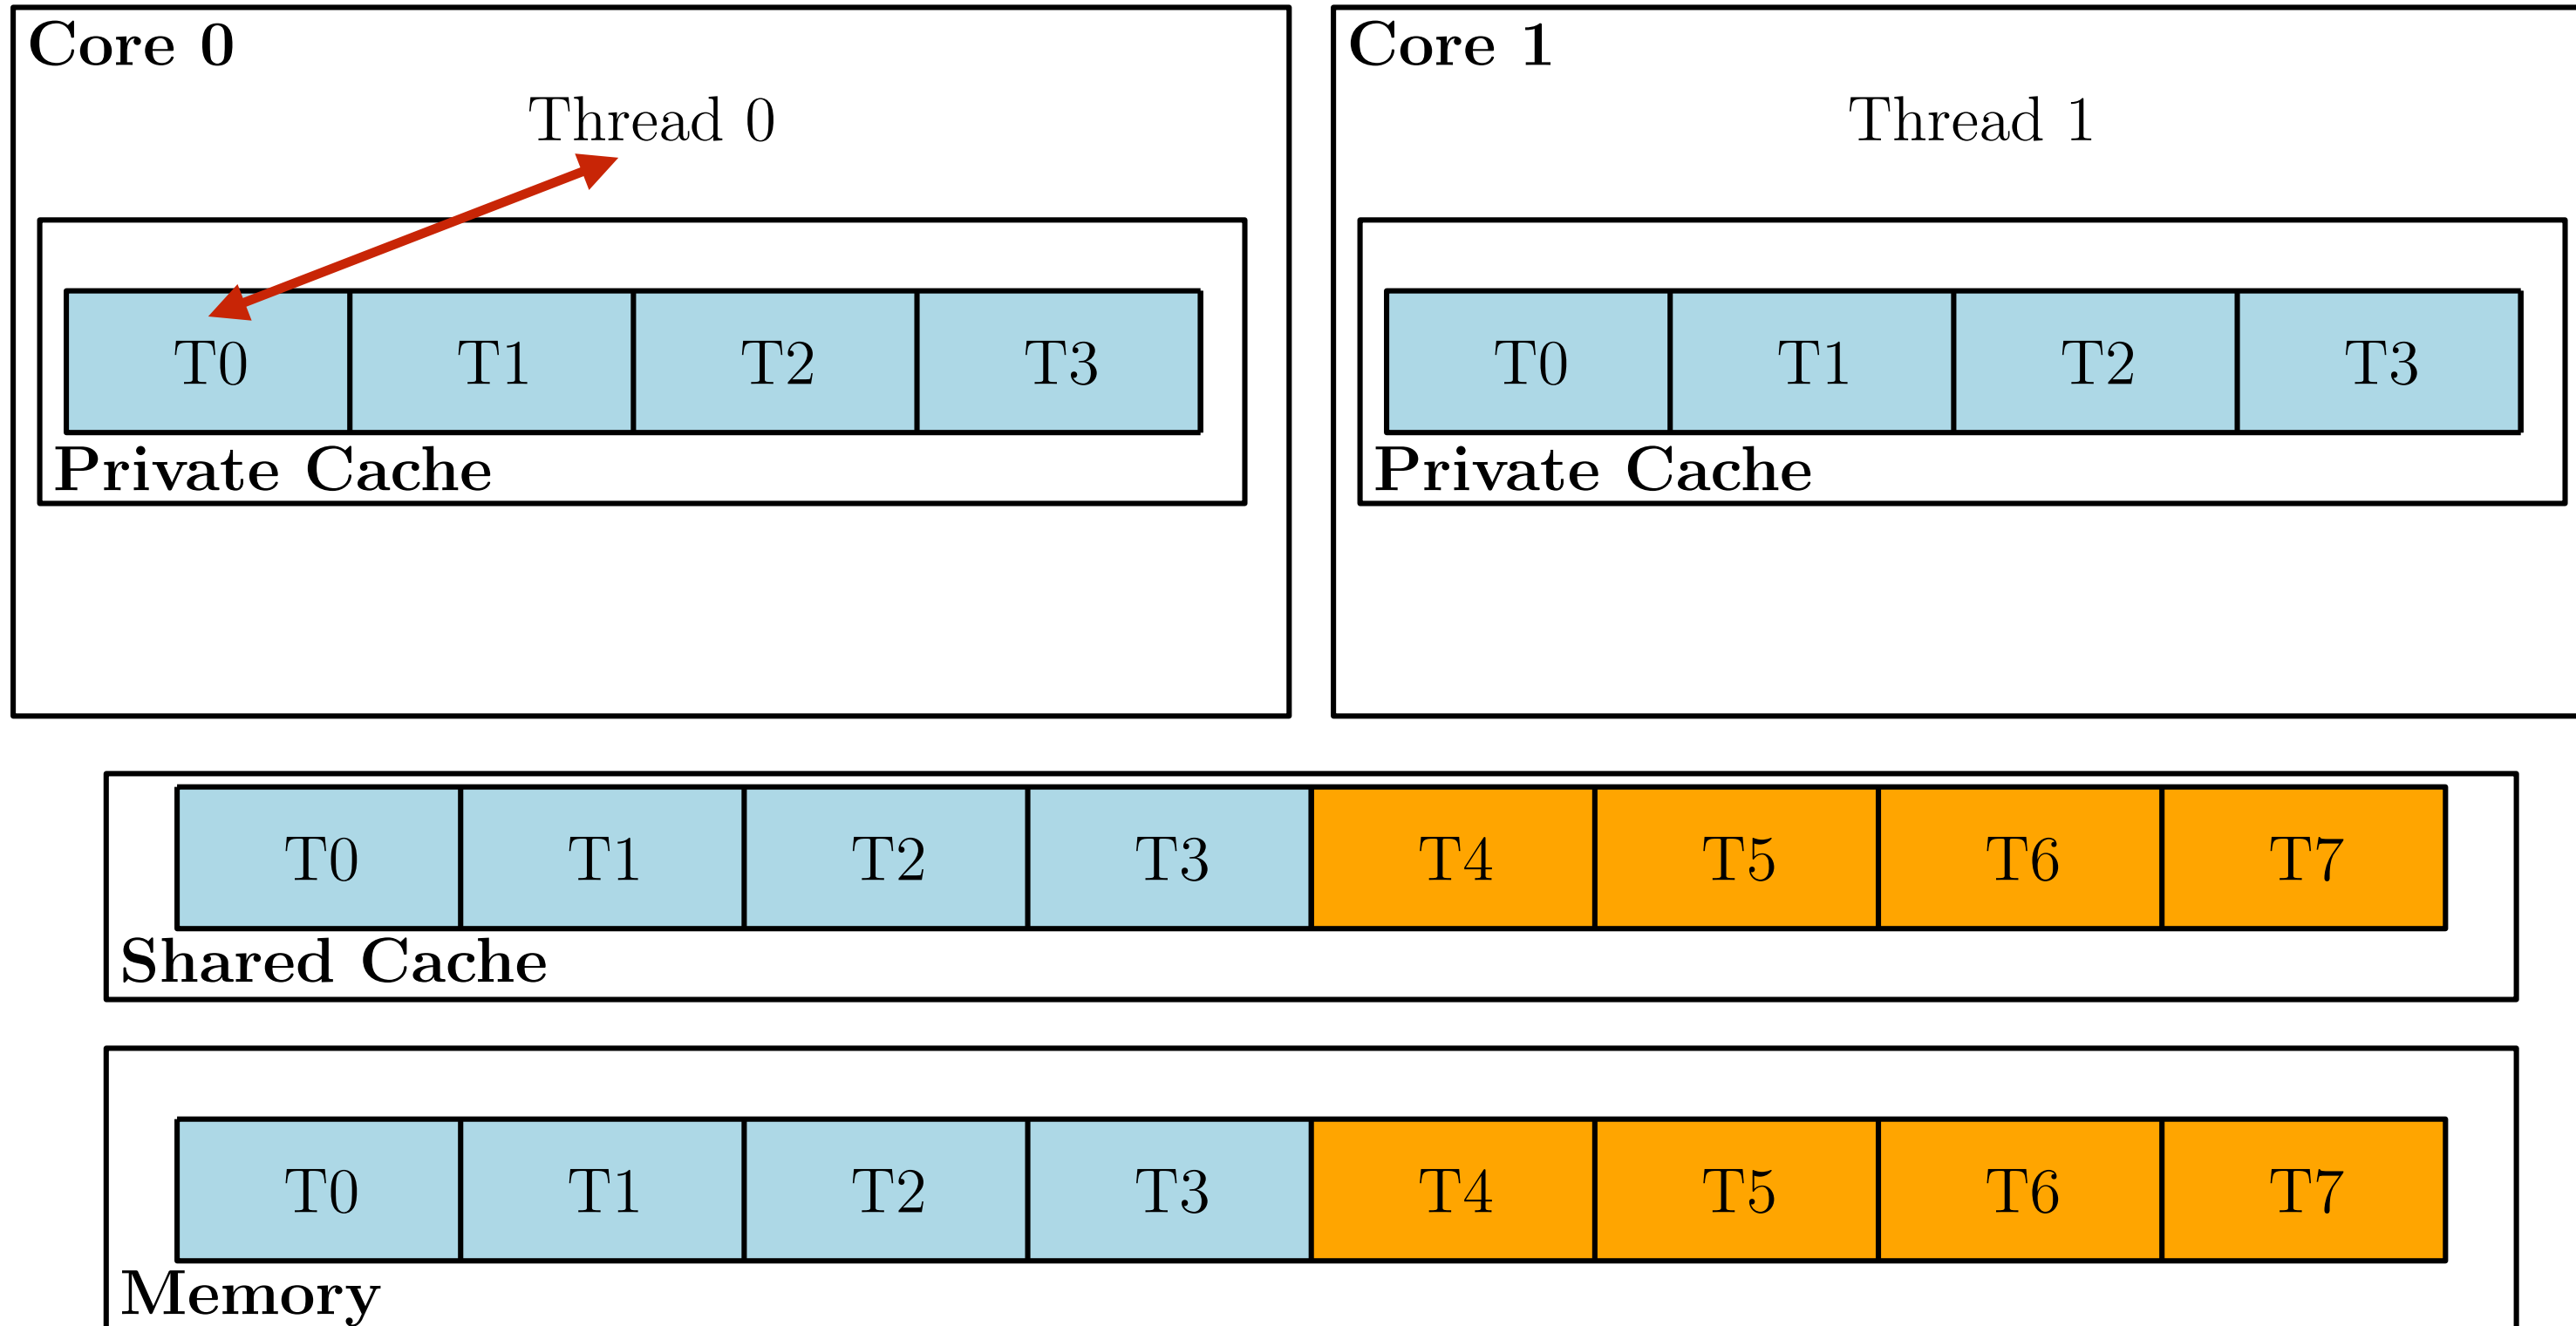 Core 0
Thread 0
T0 T1 T2 T3
Private Cache
Core 1
Thread 1
T0 T1 T2 T3
Private Cache
T0 T1 T2 T3 T4 T5 T6 T7
Shared Cache
T0 T1 T2 T3 T4 T5 T6 T7
Memory